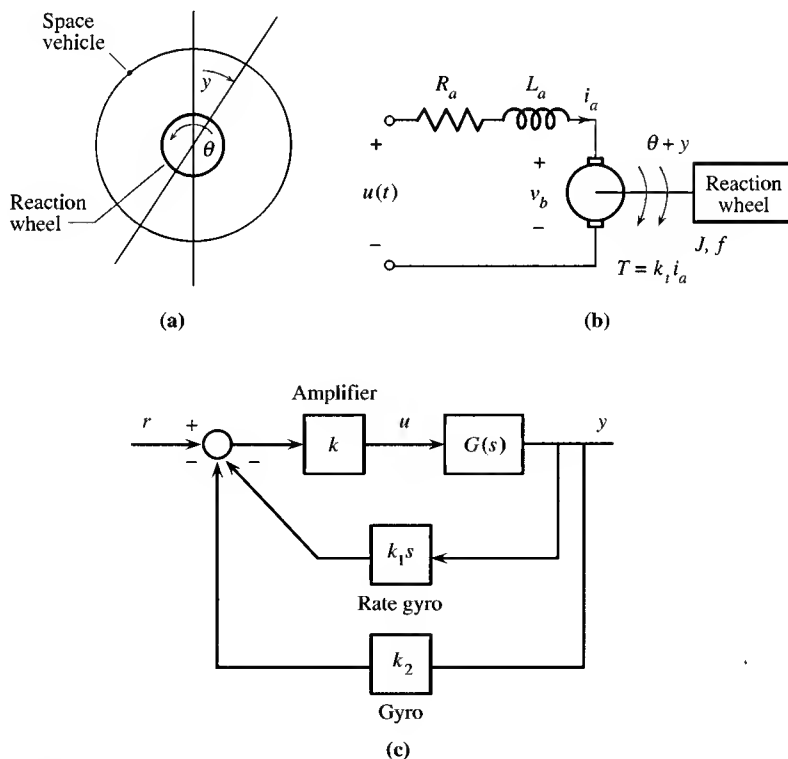 Space
vehicle
y
θ
Reaction
wheel
(a)
R_a
L_a
i_a
+
+
θ + y
u(t)
v_b
Reaction
wheel
−
−
J, f
T = k_t i_a
(b)
Amplifier
r
+
k
u
G(s)
y
−
−
k_1 s
Rate gyro
k_2
Gyro
(c)